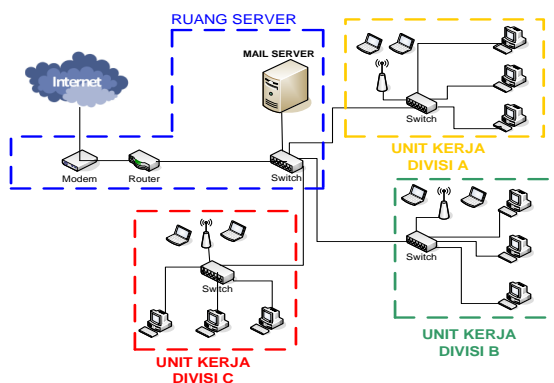 RUANG SERVER
MAIL SERVER
Internet
Modem
Router
Switch
Switch
UNIT KERJA
DIVISI A
Switch
UNIT KERJA
DIVISI B
Switch
UNIT KERJA
DIVISI C